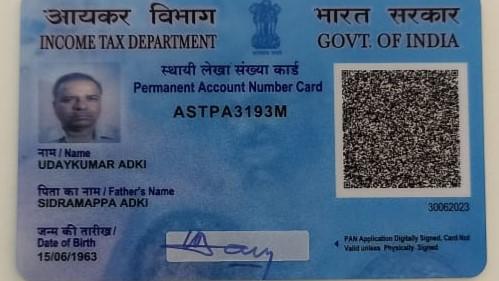 आयकर विभाग
INCOME TAX DEPARTMENT
भारत सरकार
GOVT. OF INDIA
स्थायी लेखा संख्या कार्ड
Permanent Account Number Card
ASTPA3193M
नाम / Name
UDAYKUMAR ADKI
पिता का नाम / Father's Name
SIDRAMAPPA ADKI
जन्म की तारीख /
Date of Birth
15/06/1963
30062023
PAN Application Digitally Signed, Card Not
Valid unless Physically Signed